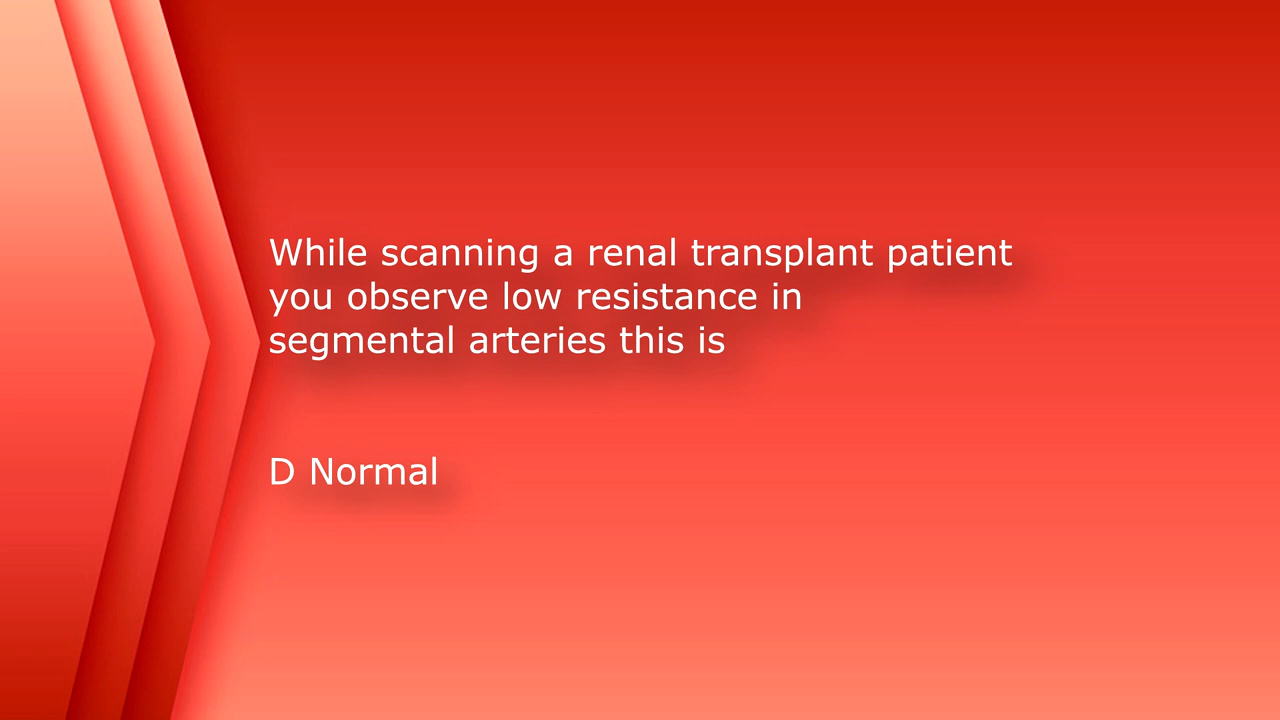 While scanning a renal transplant patient
you observe low resistance in
segmental arteries this is
D Normal